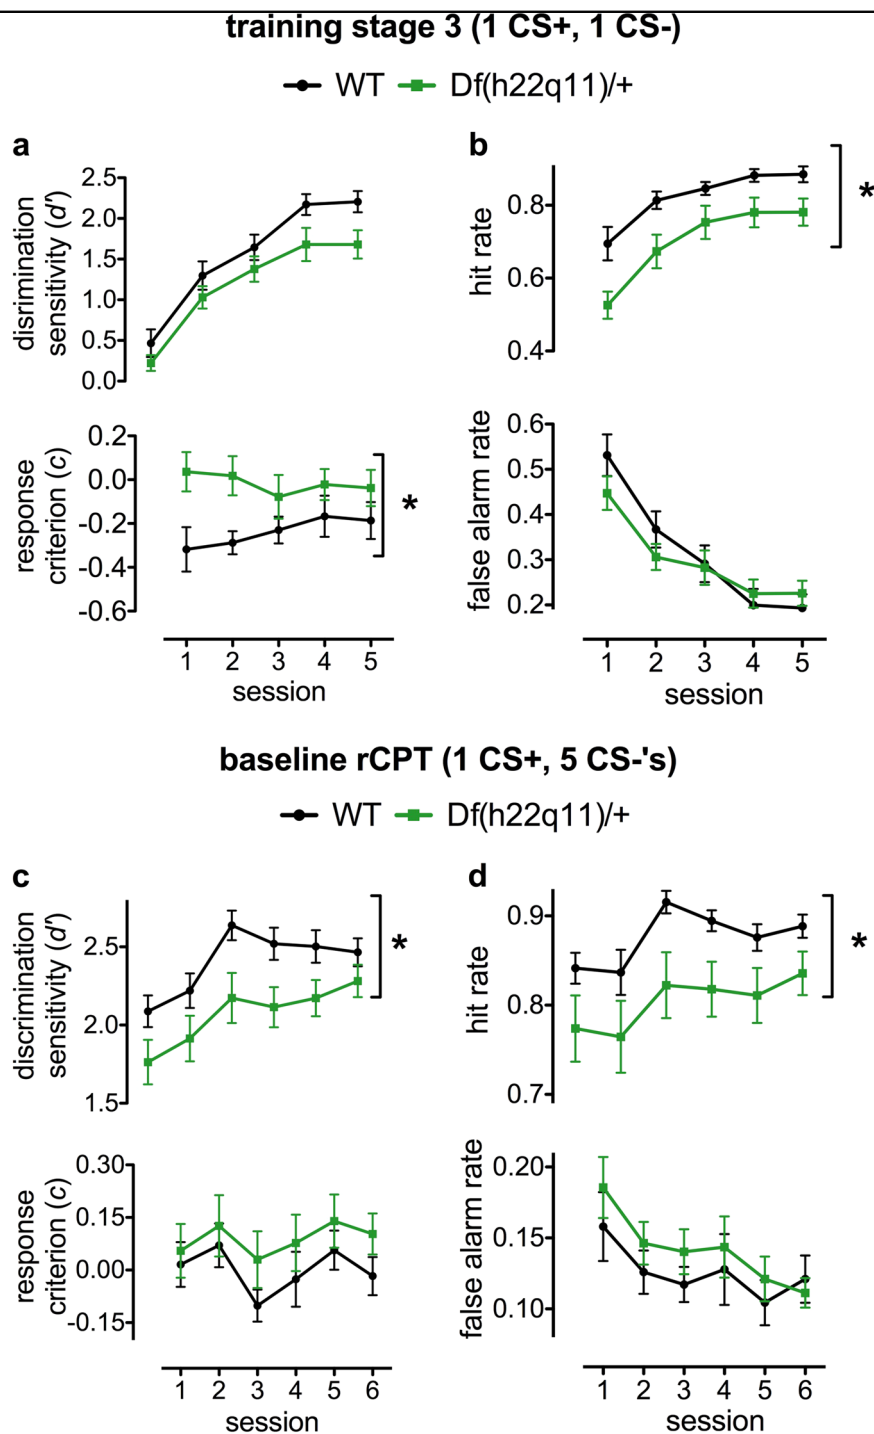 training stage 3 (1 CS+, 1 CS-)
WT Df(h22q11)/+
a
b
disrimination
sensitivity (d')
2.5
2.0
1.5
1.0
0.5
0.0
hit rate
0.8
0.6
0.4
*
response
criterion (c)
0.2
0.0
-0.2
-0.4
-0.6
*
false alarm rate
0.6
0.5
0.4
0.3
0.2
1 2 3 4 5
session
1 2 3 4 5
session
baseline rCPT (1 CS+, 5 CS-'s)
WT Df(h22q11)/+
c
d
discrimination
sensitivity (d')
2.5
2.0
1.5
*
hit rate
0.9
0.8
0.7
*
response
criterion (c)
0.30
0.15
0.00
-0.15
false alarm rate
0.20
0.15
0.10
1 2 3 4 5 6
session
1 2 3 4 5 6
session